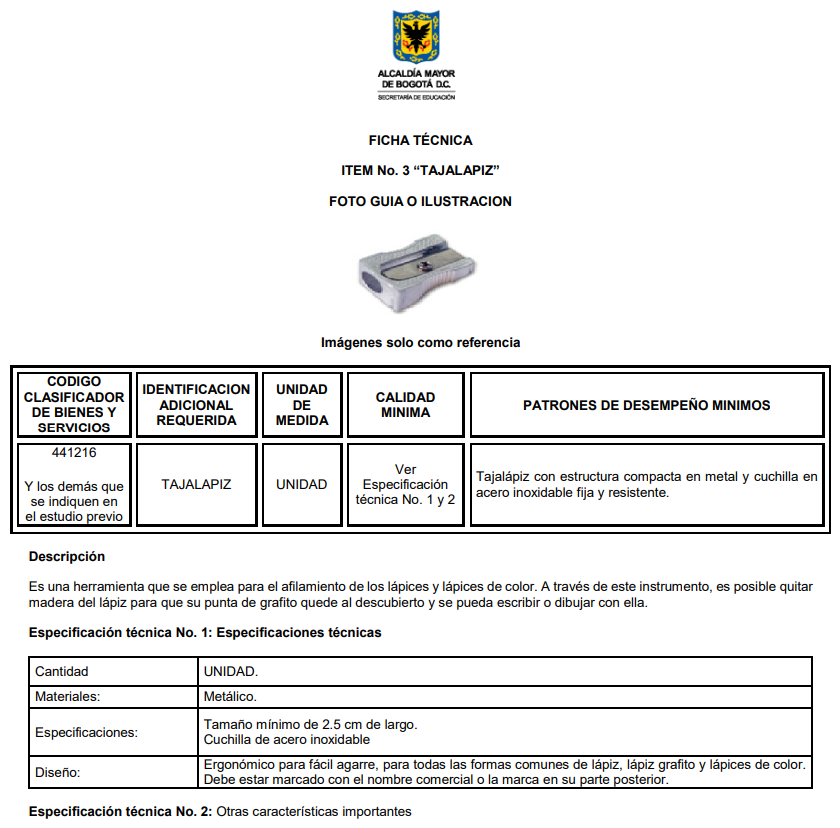 ALCALDÍA MAYOR
DE BOGOTÁ D.C.
SECRETARÍA DE EDUCACIÓN
FICHA TÉCNICA
ITEM No. 3 “TAJALAPIZ”
FOTO GUIA O ILUSTRACION
Imágenes solo como referencia
CODIGO
CLASIFICADOR
DE BIENES Y
SERVICIOS
IDENTIFICACION
ADICIONAL
REQUERIDA
UNIDAD
DE
MEDIDA
CALIDAD
MINIMA
PATRONES DE DESEMPEÑO MINIMOS
441216
Y los demás que
se indiquen en
el estudio previo
TAJALAPIZ
UNIDAD
Ver
Especificación
técnica No. 1 y 2
Tajalápiz con estructura compacta en metal y cuchilla en
acero inoxidable fija y resistente.
Descripción
Es una herramienta que se emplea para el afilamiento de los lápices y lápices de color. A través de este instrumento, es posible quitar
madera del lápiz para que su punta de grafito quede al descubierto y se pueda escribir o dibujar con ella.
Especificación técnica No. 1: Especificaciones técnicas
Cantidad
UNIDAD.
Materiales:
Metálico.
Especificaciones:
Tamaño mínimo de 2.5 cm de largo.
Cuchilla de acero inoxidable
Diseño:
Ergonómico para fácil agarre, para todas las formas comunes de lápiz, lápiz grafito y lápices de color.
Debe estar marcado con el nombre comercial o la marca en su parte posterior.
Especificación técnica No. 2: Otras características importantes